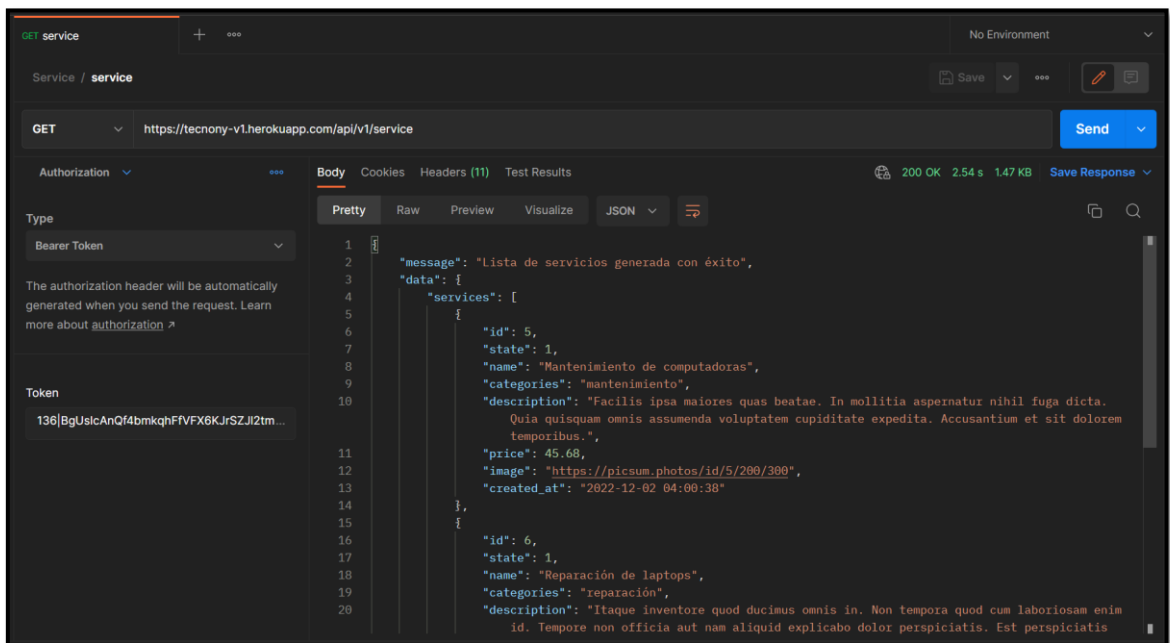 GET service
No Environment
Service / service
Save
GET https://tecnony-v1.herokuapp.com/api/v1/service Send
Authorization
Body Cookies Headers (11) Test Results 200 OK 2.54 s 1.47 KB Save Response
Type
Bearer Token
The authorization header will be automatically
generated when you send the request. Learn
more about authorization ↗
Token
Pretty Raw Preview Visualize JSON
1 {
2 "message": "Lista de servicios generada con éxito",
3 "data": {
4 "services": [
5 {
6 "id": 5,
7 "state": 1,
8 "name": "Mantenimiento de computadoras",
9 "categories": "mantenimiento",
10 "description": "Facilis ipsa maiores quas beatae. In mollitia aspernatur nihil fuga dicta.
Quia quisquam omnis assumenda voluptatem cupiditate expedita. Accusantium et sit dolorem
temporibus.",
11 "price": 45.68,
12 "image": "https://picsum.photos/id/5/200/300",
13 "created_at": "2022-12-02 04:00:38"
14 },
15 {
16 "id": 6,
17 "state": 1,
18 "name": "Reparación de laptops",
19 "categories": "reparación",
20 "description": "Itaque inventore quod ducimus omnis in. Non tempora quod cum laboriosam enim
id. Tempore non officia aut nam aliquid explicabo dolor perspiciatis. Est perspiciatis